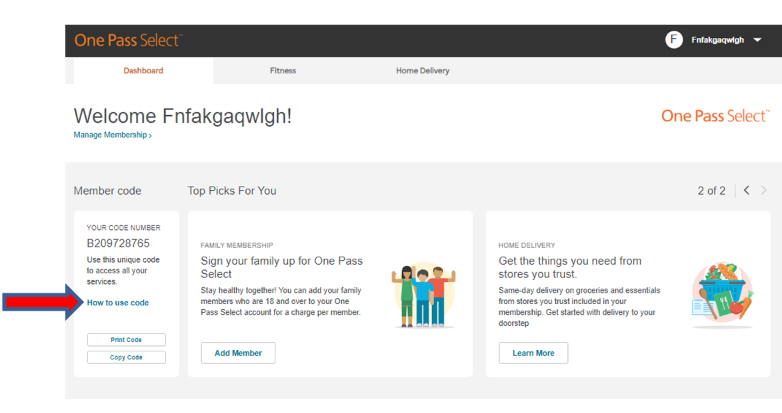 One Pass Select™
F Fnfakgaqwlgh
Dashboard Fitness Home Delivery
Welcome Fnfakgaqwlgh!
Manage Membership >
One Pass Select™
Member code
Top Picks For You
2 of 2
YOUR CODE NUMBER
B209728765
Use this unique code
to access all your
services.
How to use code
Print Code
Copy Code
FAMILY MEMBERSHIP
Sign your family up for One Pass
Select
Stay healthy together! You can add your family
members who are 18 and over to your One
Pass Select account for a charge per member.
Add Member
HOME DELIVERY
Get the things you need from
stores you trust.
Same-day delivery on groceries and essentials
from stores you trust included in your
membership. Get started with delivery to your
doorstep
Learn More